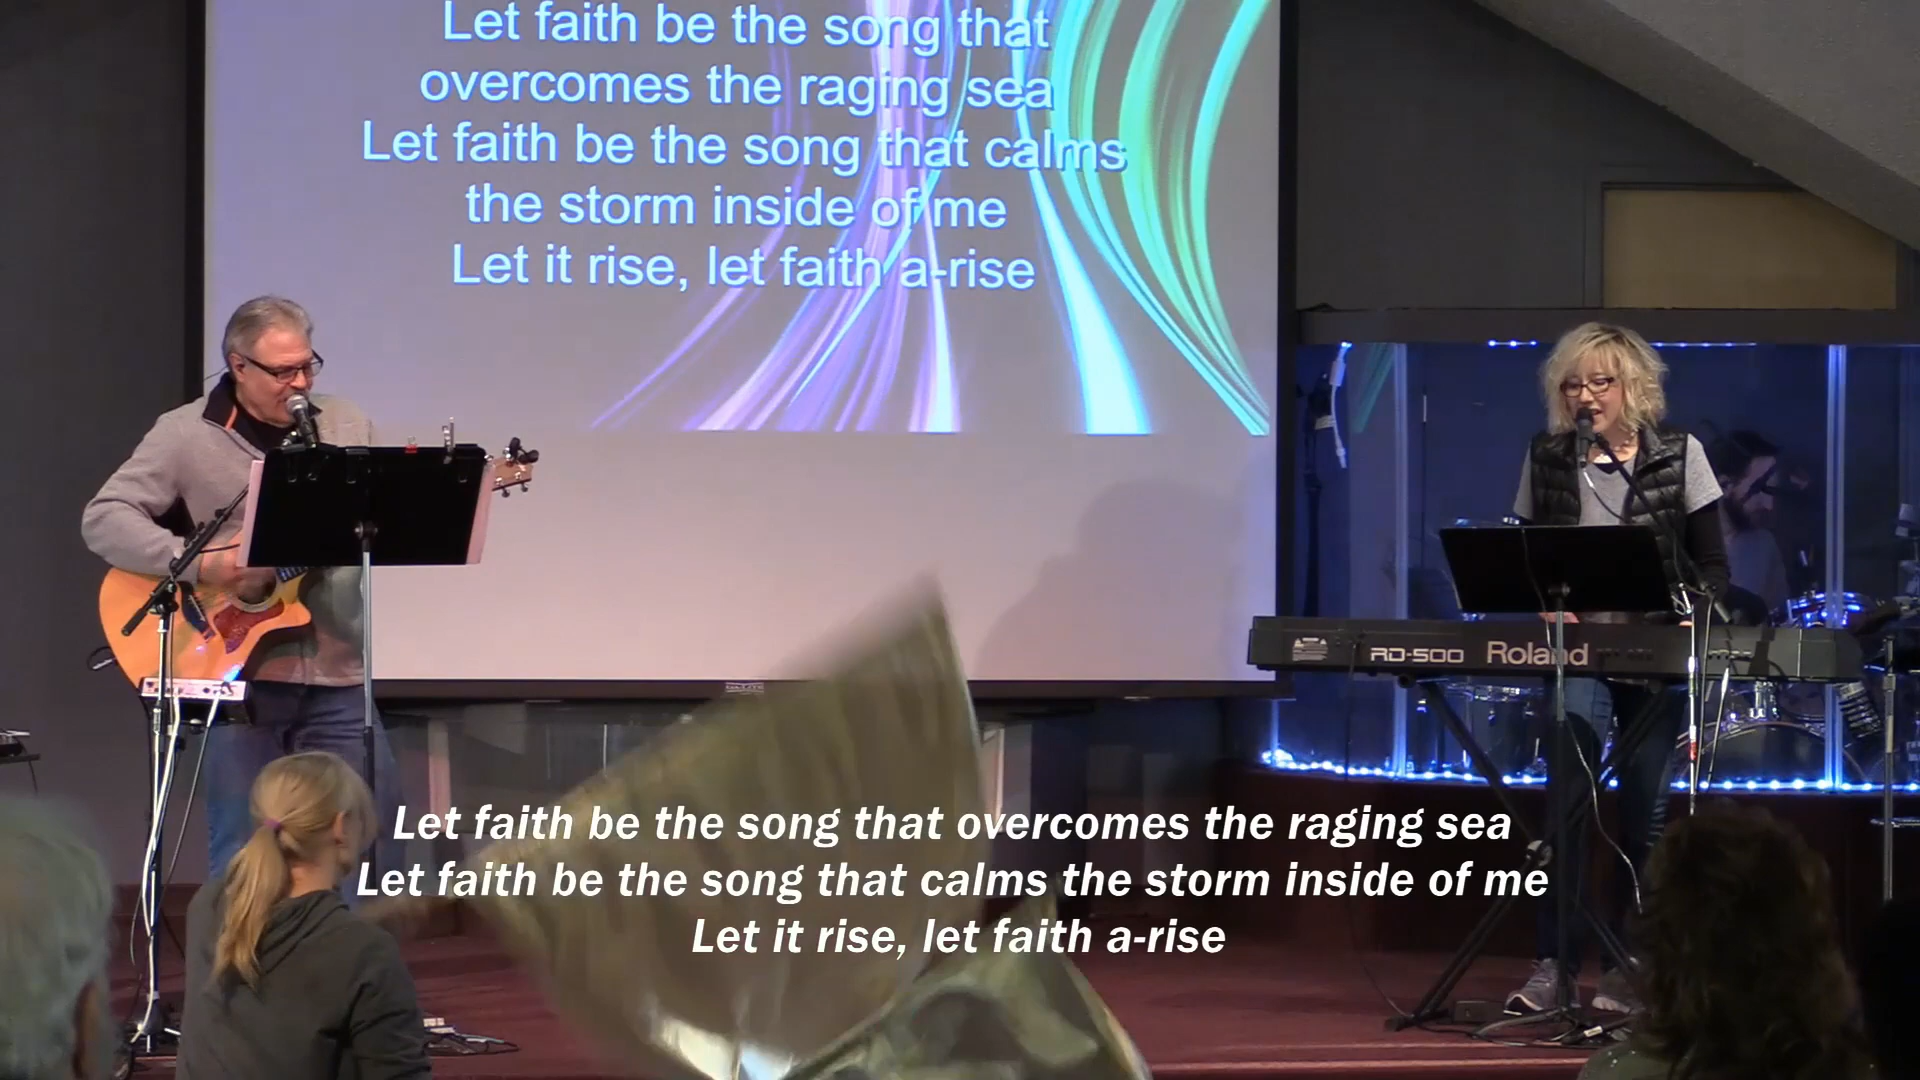 Let faith be the song that
overcomes the raging sea
Let faith be the song that calms
the storm inside of me
Let it rise, let faith a-rise
RD-500 Roland
Let faith be the song that overcomes the raging sea
Let faith be the song that calms the storm inside of me
Let it rise, let faith a-rise